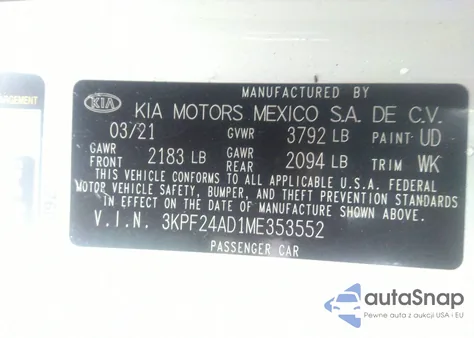 ARGEMENT
MANUFACTURED BY
KIA KIA MOTORS MEXICO S.A. DE C.V.
03/21 GVWR 3792 LB PAINT: UD
GAWR FRONT 2183 LB GAWR REAR 2094 LB TRIM WK
THIS VEHICLE CONFORMS TO ALL APPLICABLE U.S.A. FEDERAL
MOTOR VEHICLE SAFETY, BUMPER, AND THEFT PREVENTION STANDARDS
IN EFFECT ON THE DATE OF MANUFACTURE SHOWN ABOVE.
V.I.N. 3KPF24AD1ME353552
PASSENGER CAR
autaSnap
Pewne auta z aukcji USA i EU